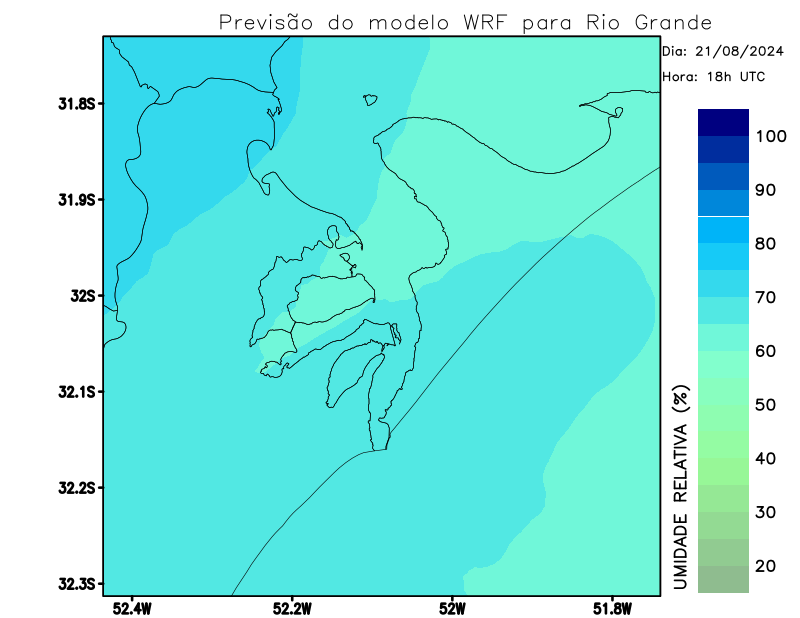 Previsão do modelo WRF para Rio Grande
Dia: 21/08/2024
Hora: 18h UTC
31.8S
31.9S
32S
32.1S
32.2S
32.3S
52.4W
52.2W
52W
51.8W
100
90
80
70
60
50
40
30
20
UMIDADE RELATIVA (%)